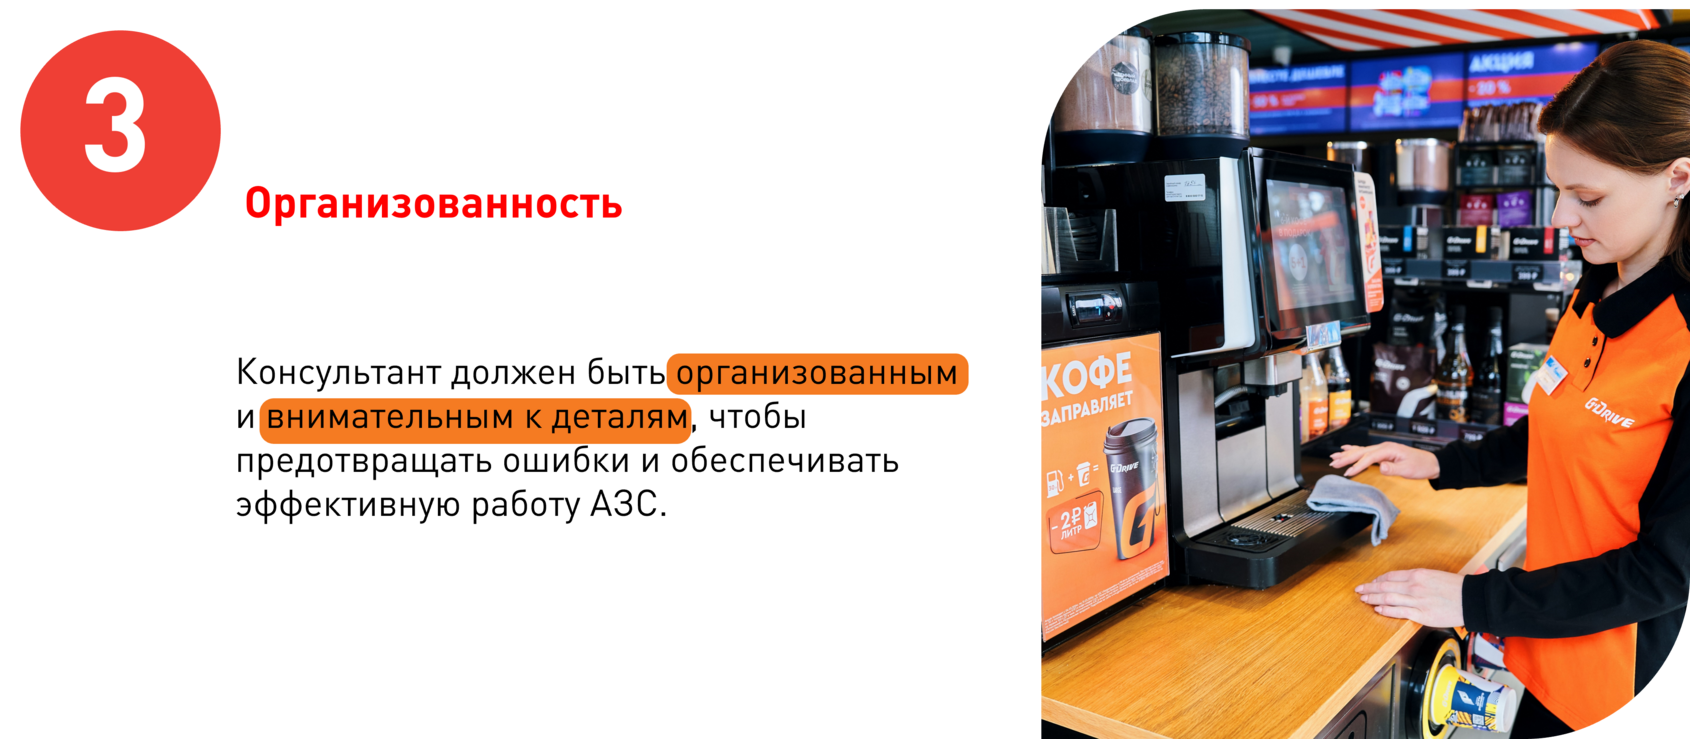 3
Организованность
Консультант должен быть организованным
и внимательным к деталям, чтобы
предотвращать ошибки и обеспечивать
эффективную работу АЗС.
АКЦИЯ
КОФЕ
ЗАПРАВЛЯЕТ
G-DRIVE
- 2₽
ЛИТР
G-DRIVE